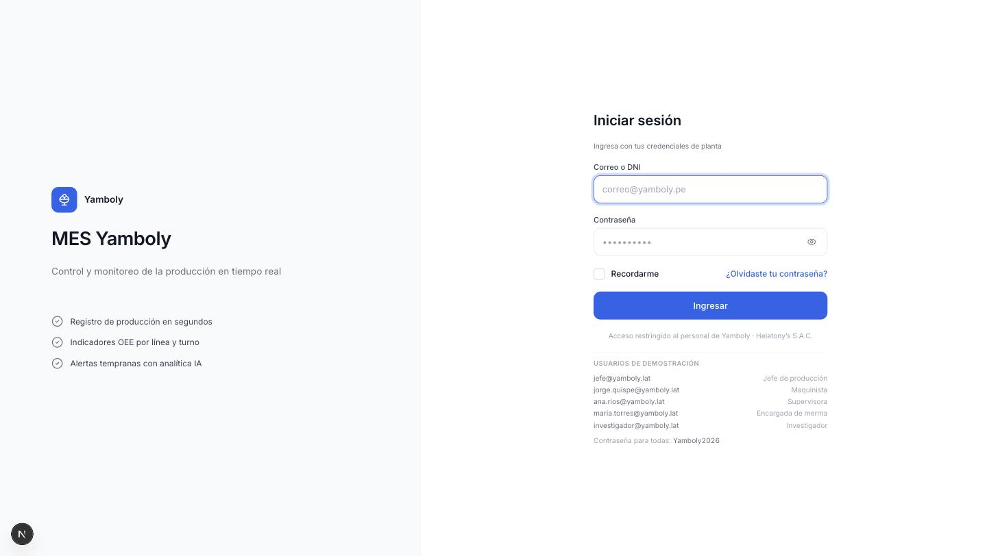 Yamboly
MES Yamboly
Control y monitoreo de la producción en tiempo real
Registro de producción en segundos
Indicadores OEE por línea y turno
Alertas tempranas con analítica IA
N
Iniciar sesión
Ingresa con tus credenciales de planta
Correo o DNI
correo@yamboly.pe
Contraseña
••••••••••
Recordarme
¿Olvidaste tu contraseña?
Ingresar
Acceso restringido al personal de Yamboly · Helatony's S.A.C.
USUARIOS DE DEMOSTRACIÓN
jefe@yamboly.lat Jefe de producción
jorge.quispe@yamboly.lat Maquinista
ana.rios@yamboly.lat Supervisora
maria.torres@yamboly.lat Encargada de merma
investigador@yamboly.lat Investigador
Contraseña para todas: Yamboly2026